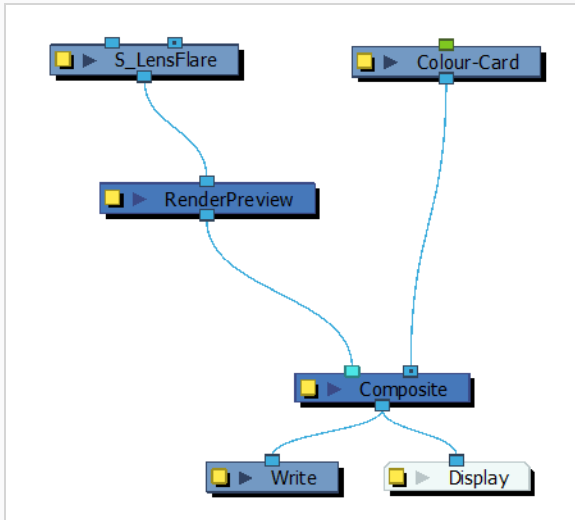 S_LensFlare
Colour-Card
RenderPreview
Composite
Write
Display